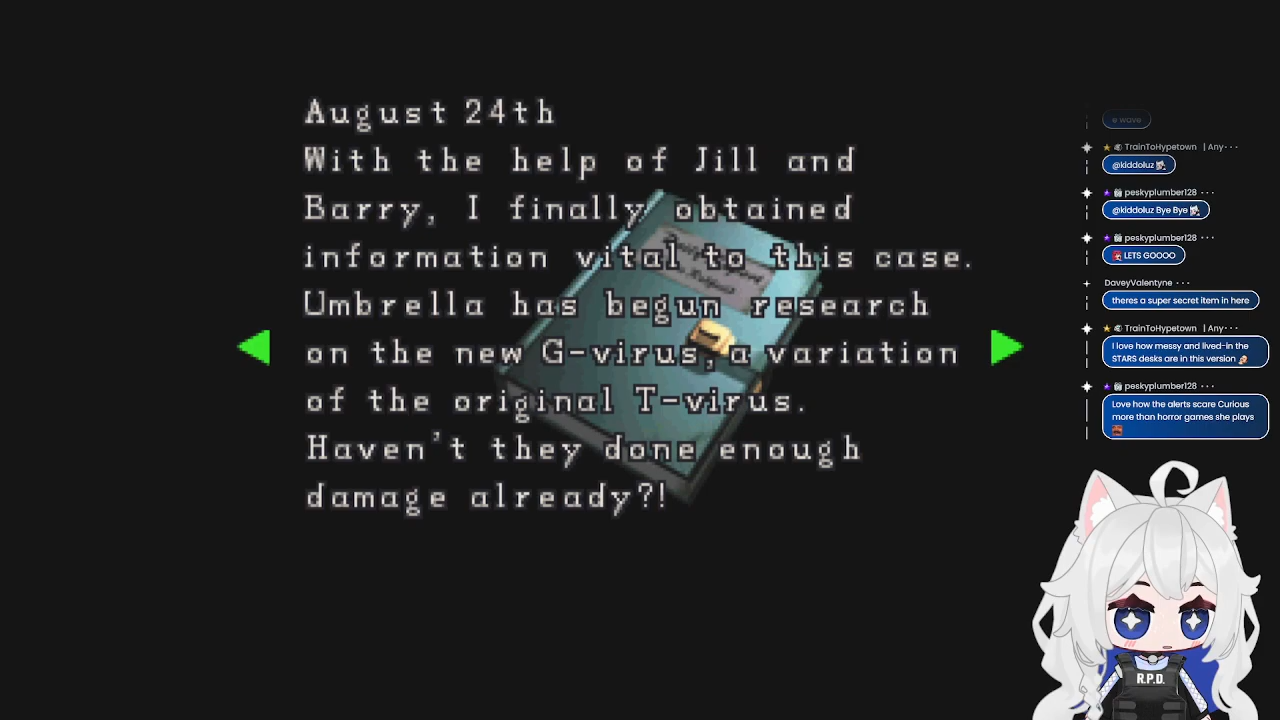 August 24th
With the help of Jill and
Barry, I finally obtained
information vital to this case.
Umbrella has begun research
on the new G-virus, a variation
of the original T-virus.
Haven't they done enough
damage already?!
e wave
TrainToHypetown | Any···
@kiddoluz
peskyplumber128 ···
@kiddoluz Bye Bye
peskyplumber128 ···
LETS GOOOO
DaveyValentyne ···
theres a super secret item in here
TrainToHypetown | Any···
I love how messy and lived-in the
STARS desks are in this version
peskyplumber128 ···
Love how the alerts scare Curious
more than horror games she plays
R.P.D.